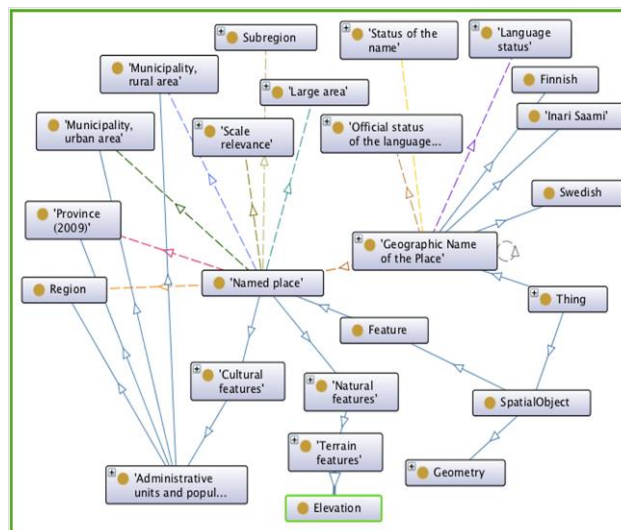 Subregion
'Status of the
name'
'Language
status'
'Municipality,
rural area'
Finnish
'Large area'
'Inari Saami'
'Municipality,
urban area'
'Scale
relevance'
'Official status
of the language...
Swedish
'Province
(2009)'
'Geographic Name
of the Place'
Region
'Named place'
Thing
Feature
'Cultural
features'
'Natural
features'
SpatialObject
'Terrain
features'
'Administrative
units and popul...
Geometry
Elevation